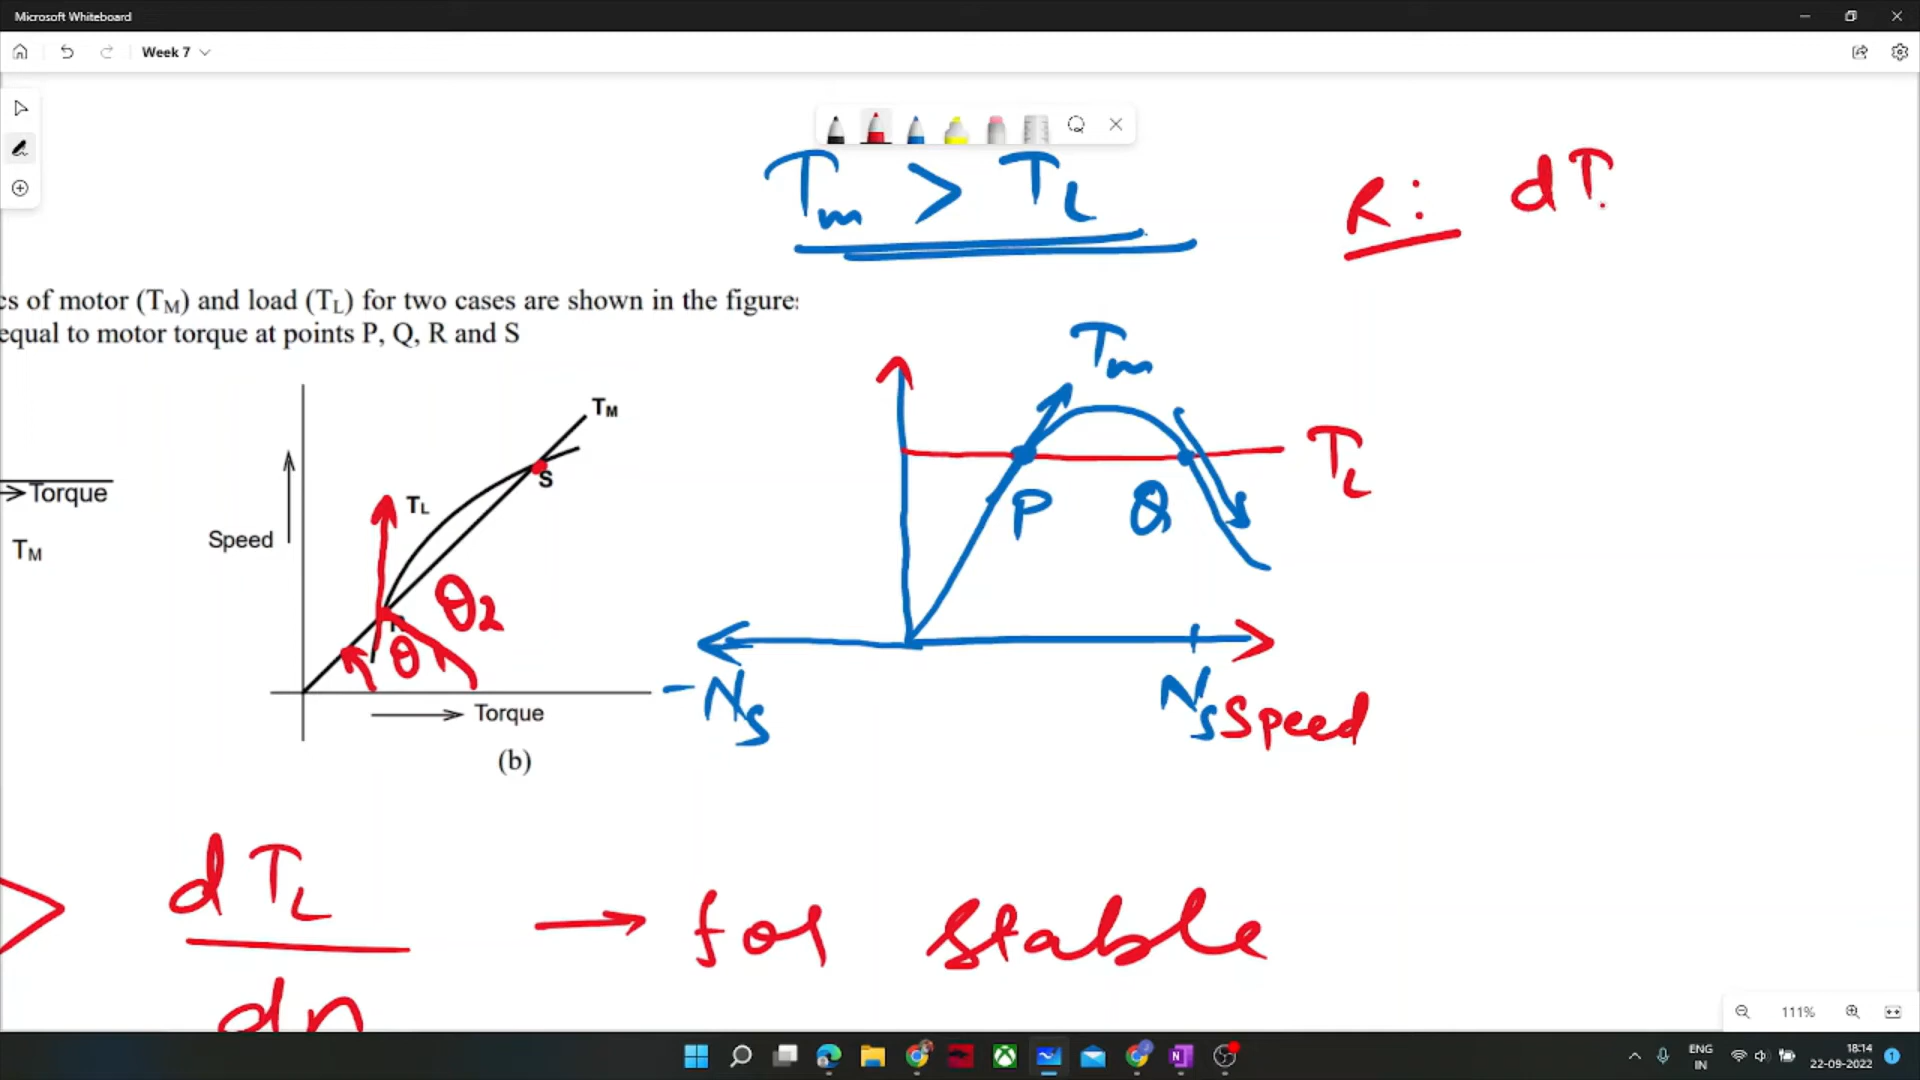 Microsoft Whiteboard
Week 7
Tm > TL
R: dT
cs of motor (TM) and load (TL) for two cases are shown in the figure:
equal to motor torque at points P, Q, R and S
Torque
TM
Speed
TL
TM
S
θ
θ2
Torque
(b)
Tm
TL
P
Q
-Ns
Ns
Speed
> dTL
dn
→ for stable
111%
ENG
IN
18:14
22-09-2022
1